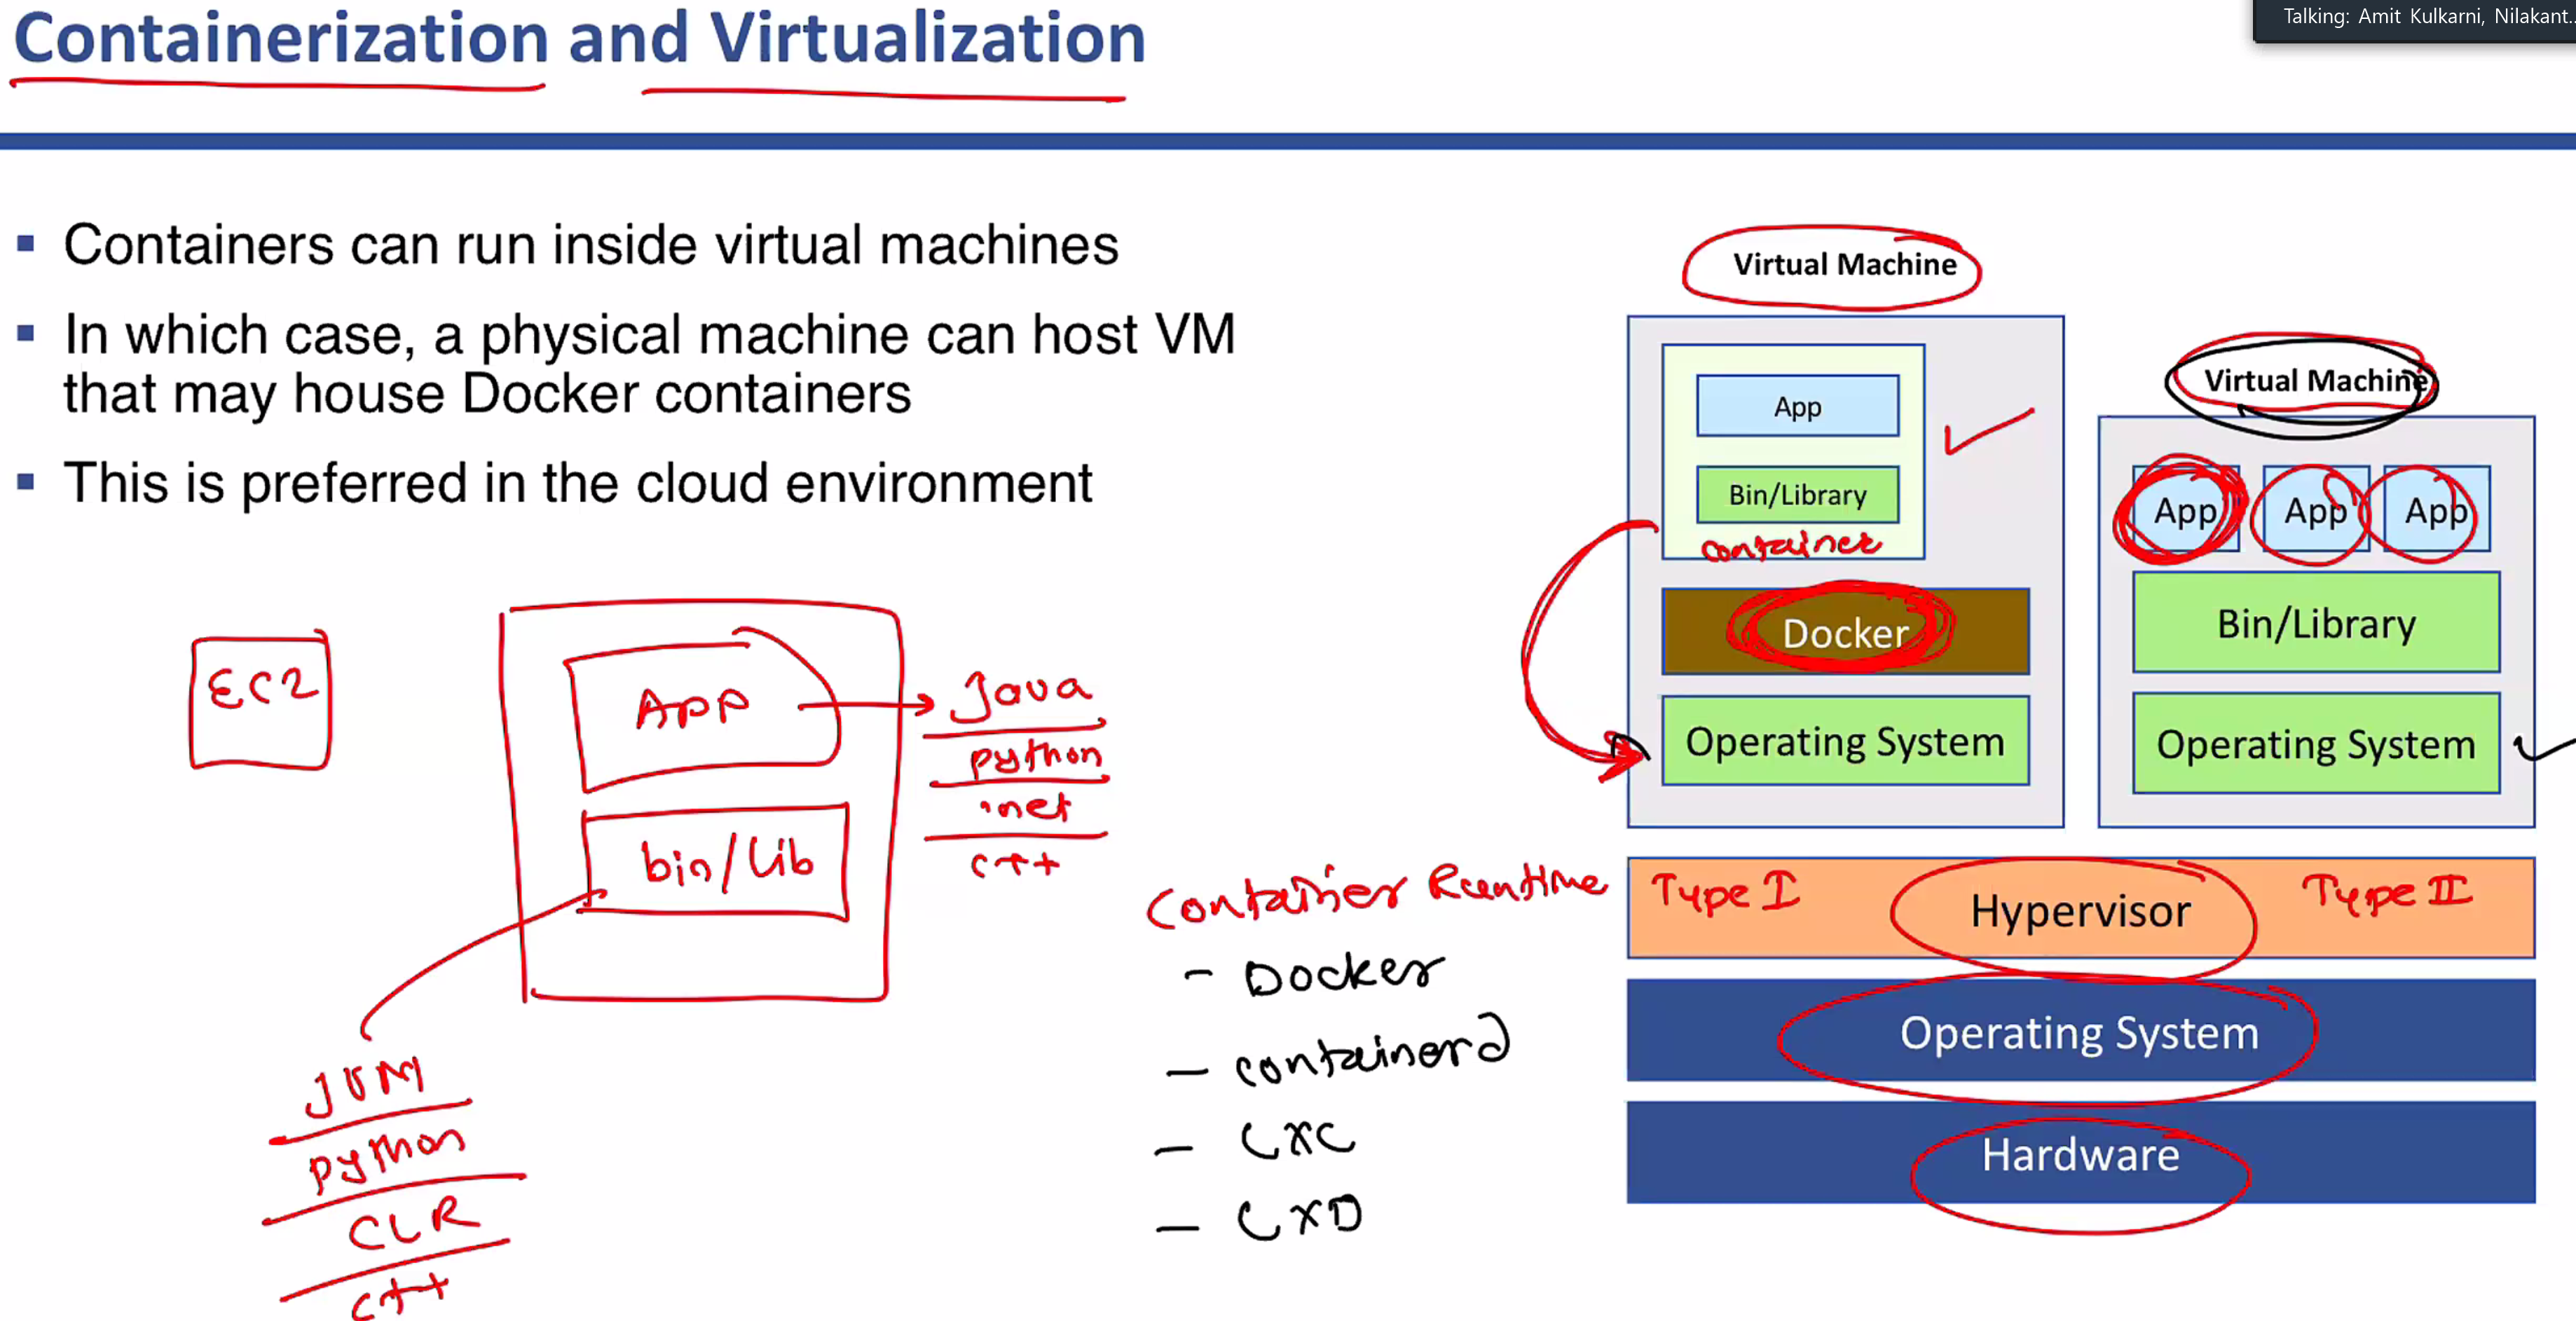 Talking: Amit Kulkarni, Nilakant...
Containerization and Virtualization
▪ Containers can run inside virtual machines
▪ In which case, a physical machine can host VM
that may house Docker containers
▪ This is preferred in the cloud environment
EC2
App
bin/Lib
Java
python
.net
C++
JVM
python
CLR
C++
Container Runtime
- Docker
- containerd
- LXC
- LXD
Virtual Machine
App
Bin/Library
container
Docker
Operating System
Virtual Machine
App App App
Bin/Library
Operating System
Type I Hypervisor Type II
Operating System
Hardware